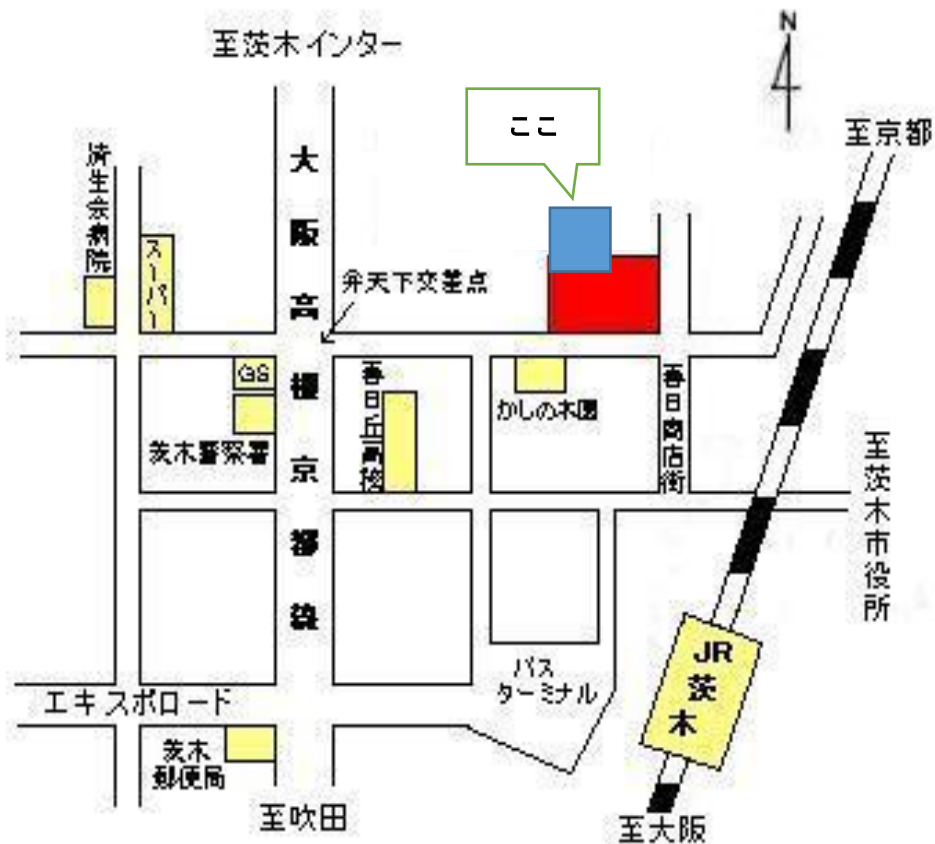 至茨木インター
N
ここ
至京都
済生会病院
スーパー
大阪高槻京都線
弁天下交差点
GS
茨木警察署
春日丘高校
かしの木園
春日商店街
至茨木市役所
JR
茨木
バス
ターミナル
エキスポロード
茨木
郵便局
至吹田
至大阪